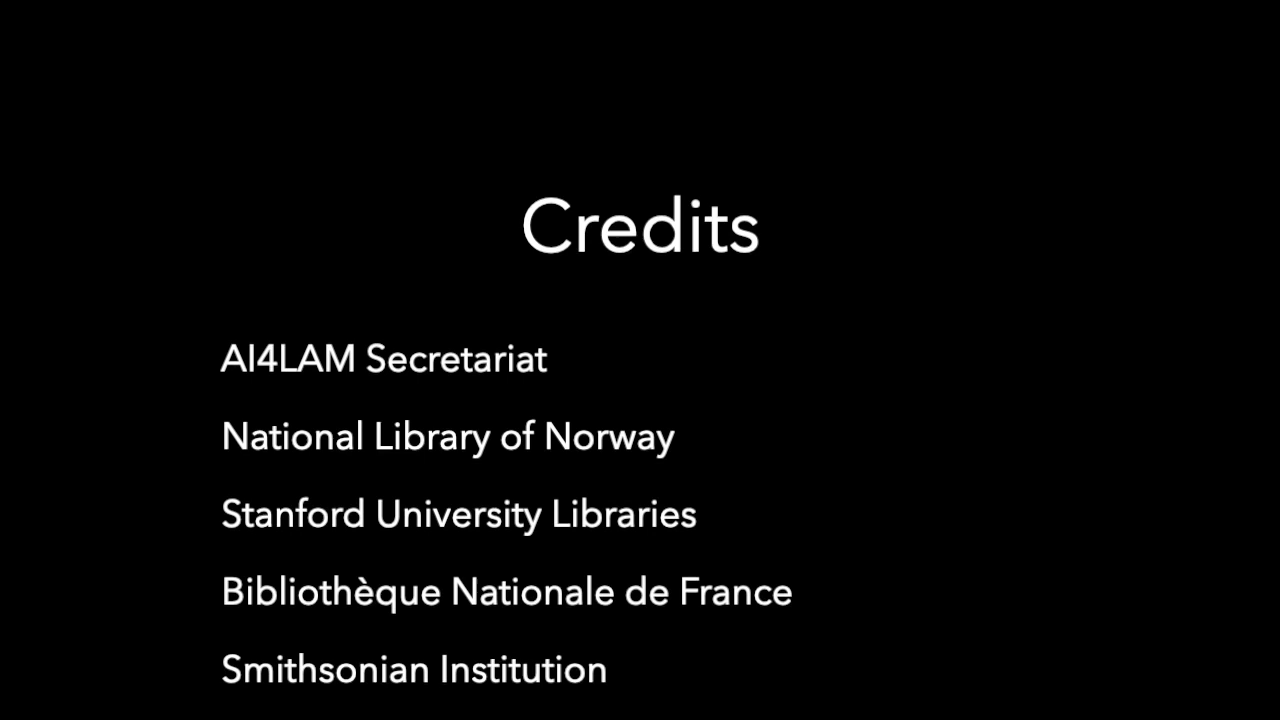 Credits
AI4LAM Secretariat
National Library of Norway
Stanford University Libraries
Bibliothèque Nationale de France
Smithsonian Institution